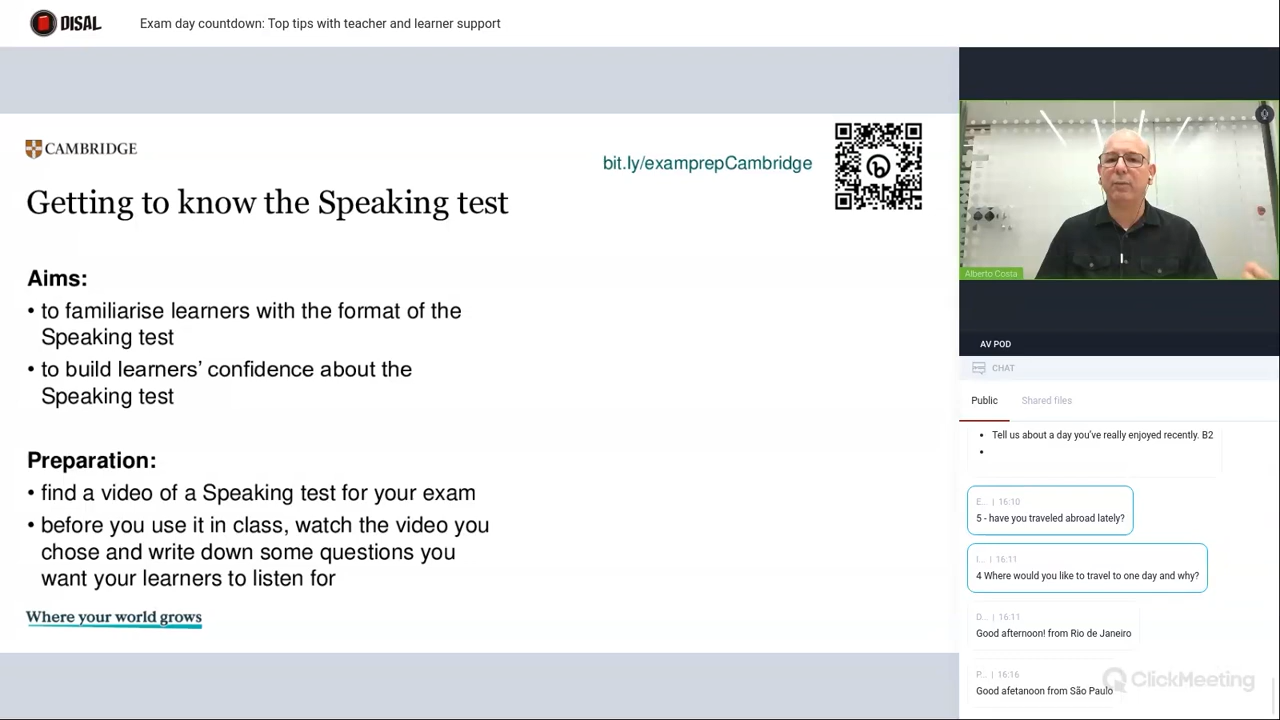 DISAL
Exam day countdown: Top tips with teacher and learner support
CAMBRIDGE
bit.ly/examprepCambridge
Getting to know the Speaking test
Aims:
• to familiarise learners with the format of the
Speaking test
• to build learners’ confidence about the
Speaking test
Preparation:
• find a video of a Speaking test for your exam
• before you use it in class, watch the video you
chose and write down some questions you
want your learners to listen for
Where your world grows
Alberto Costa
AV POD
CHAT
Public
Shared files
• Tell us about a day you've really enjoyed recently. B2
•
E... | 16:10
5 - have you traveled abroad lately?
I... | 16:11
4 Where would you like to travel to one day and why?
D... | 16:11
Good afternoon! from Rio de Janeiro
P... | 16:16
Good afetanoon from São Paulo
ClickMeeting